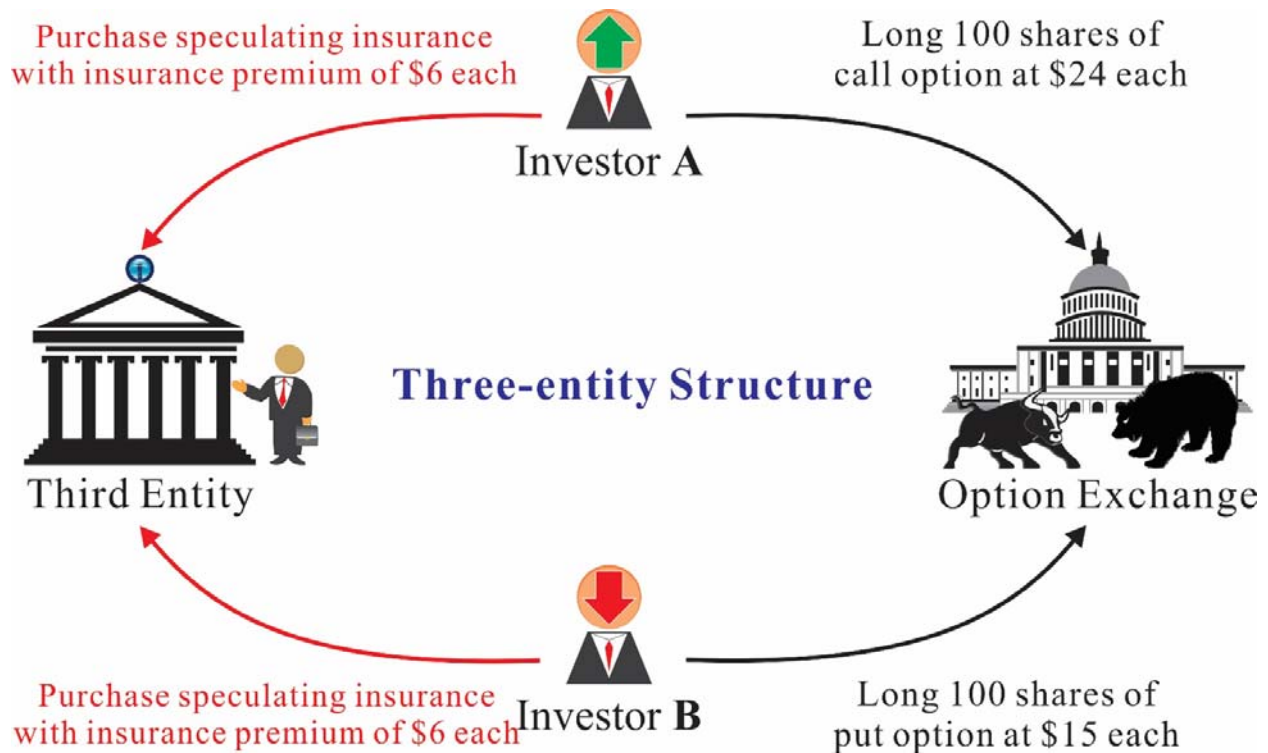 Purchase speculating insurance
with insurance premium of $6 each
Long 100 shares of
call option at $24 each
Investor A
Three-entity Structure
Third Entity
Option Exchange
Purchase speculating insurance
with insurance premium of $6 each
Investor B
Long 100 shares of
put option at $15 each